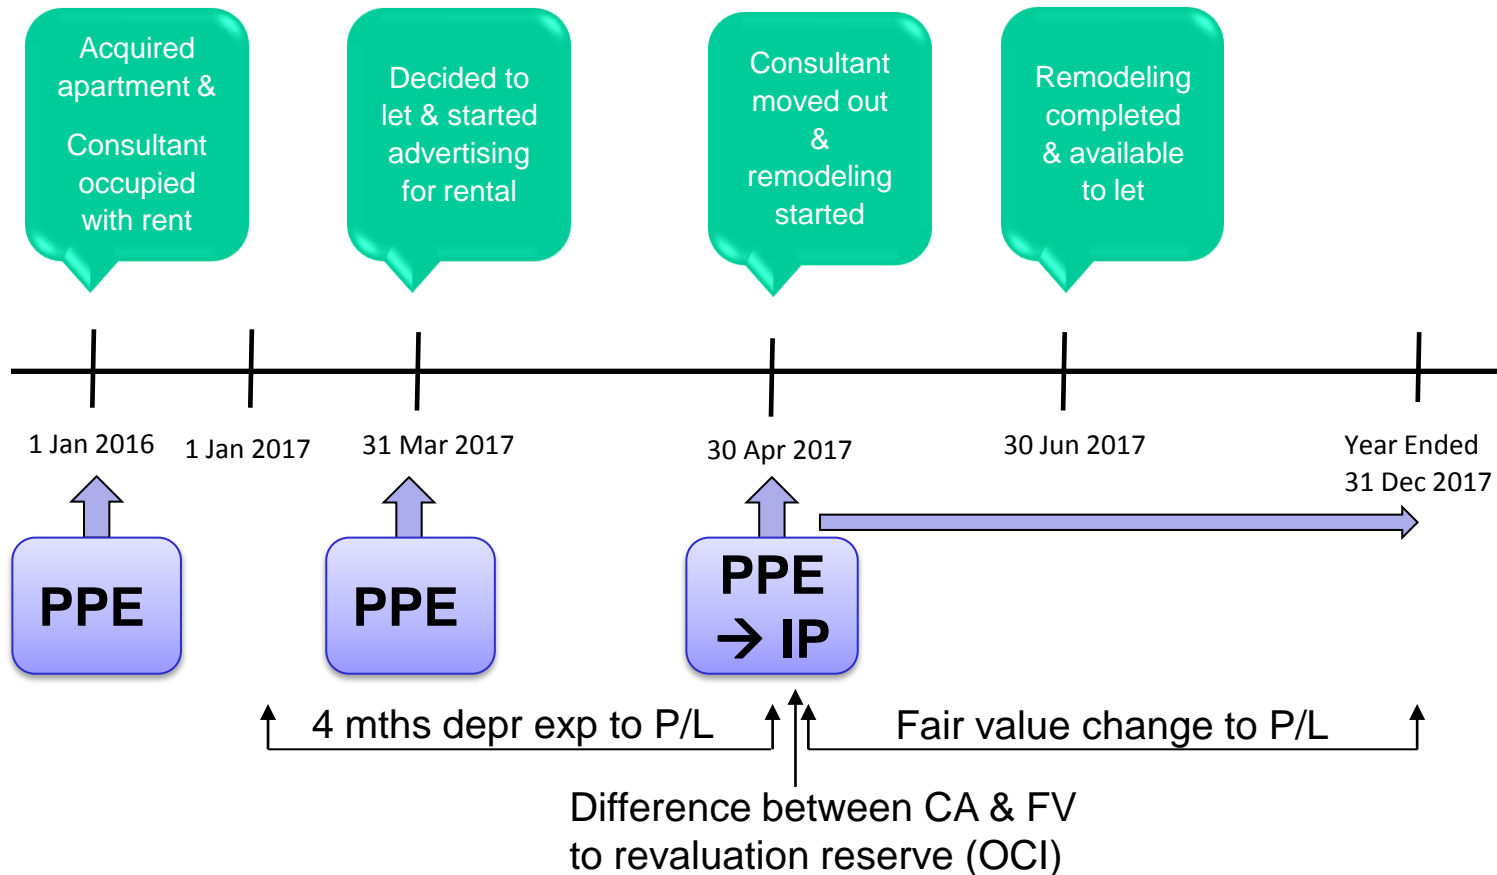 Acquired
apartment &
Consultant
occupied
with rent
Decided to
let & started
advertising
for rental
Consultant
moved out
&
remodeling
started
Remodeling
completed
& available
to let
1 Jan 2016
1 Jan 2017
31 Mar 2017
30 Apr 2017
30 Jun 2017
Year Ended
31 Dec 2017
PPE
PPE
PPE
→ IP
4 mths depr exp to P/L
Fair value change to P/L
Difference between CA & FV
to revaluation reserve (OCI)